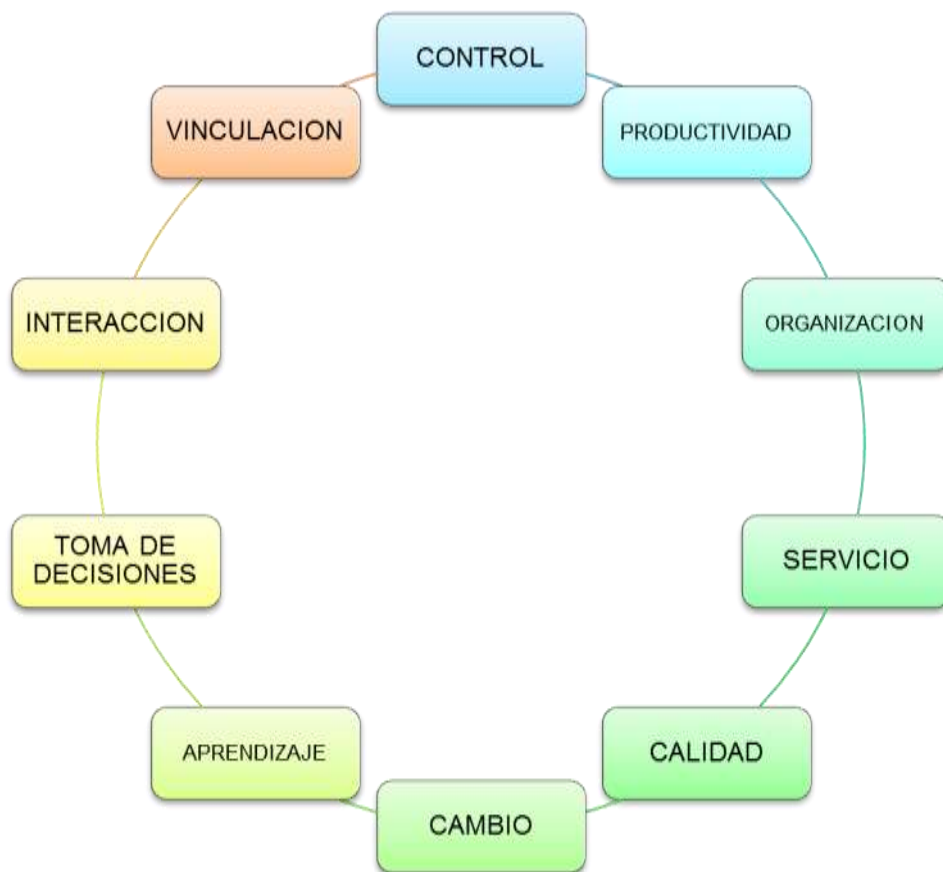 CONTROL
PRODUCTIVIDAD
ORGANIZACION
SERVICIO
CALIDAD
CAMBIO
APRENDIZAJE
TOMA DE
DECISIONES
INTERACCION
VINCULACION